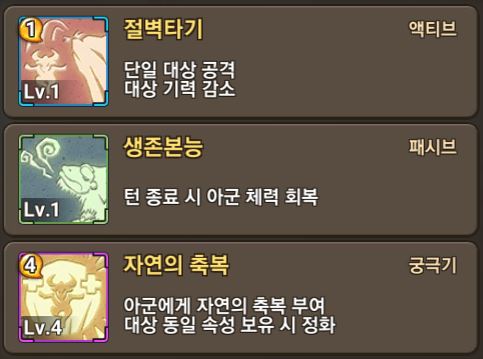 1
절벽타기
액티브
단일 대상 공격
대상 기력 감소
Lv.1
생존본능
패시브
턴 종료 시 아군 체력 회복
Lv.1
4
자연의 축복
궁극기
아군에게 자연의 축복 부여
대상 동일 속성 보유 시 정화
Lv.4